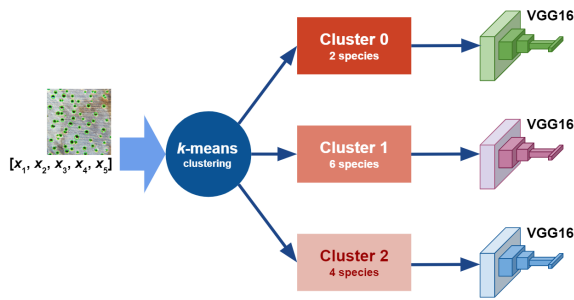 [x1, x2, x3, x4, x5]
k-means
clustering
Cluster 0
2 species
VGG16
Cluster 1
6 species
VGG16
Cluster 2
4 species
VGG16